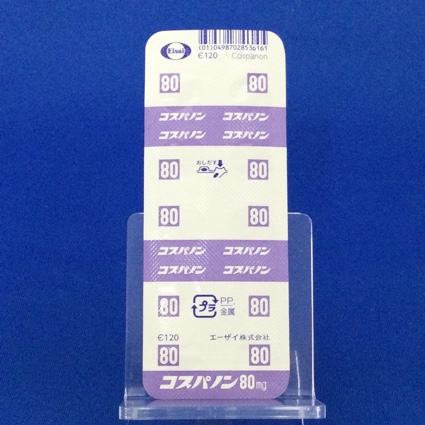 Eisai
(01)04987028536161
€120 Cospanon
80 80
コスパノン コスパノン
コスパノン コスパノン
80 おしだす 80
80 80
コスパノン コスパノン
コスパノン コスパノン
80 プラ PP, 金属 80
€120 エーザイ株式会社
80 80
コスパノン80mg